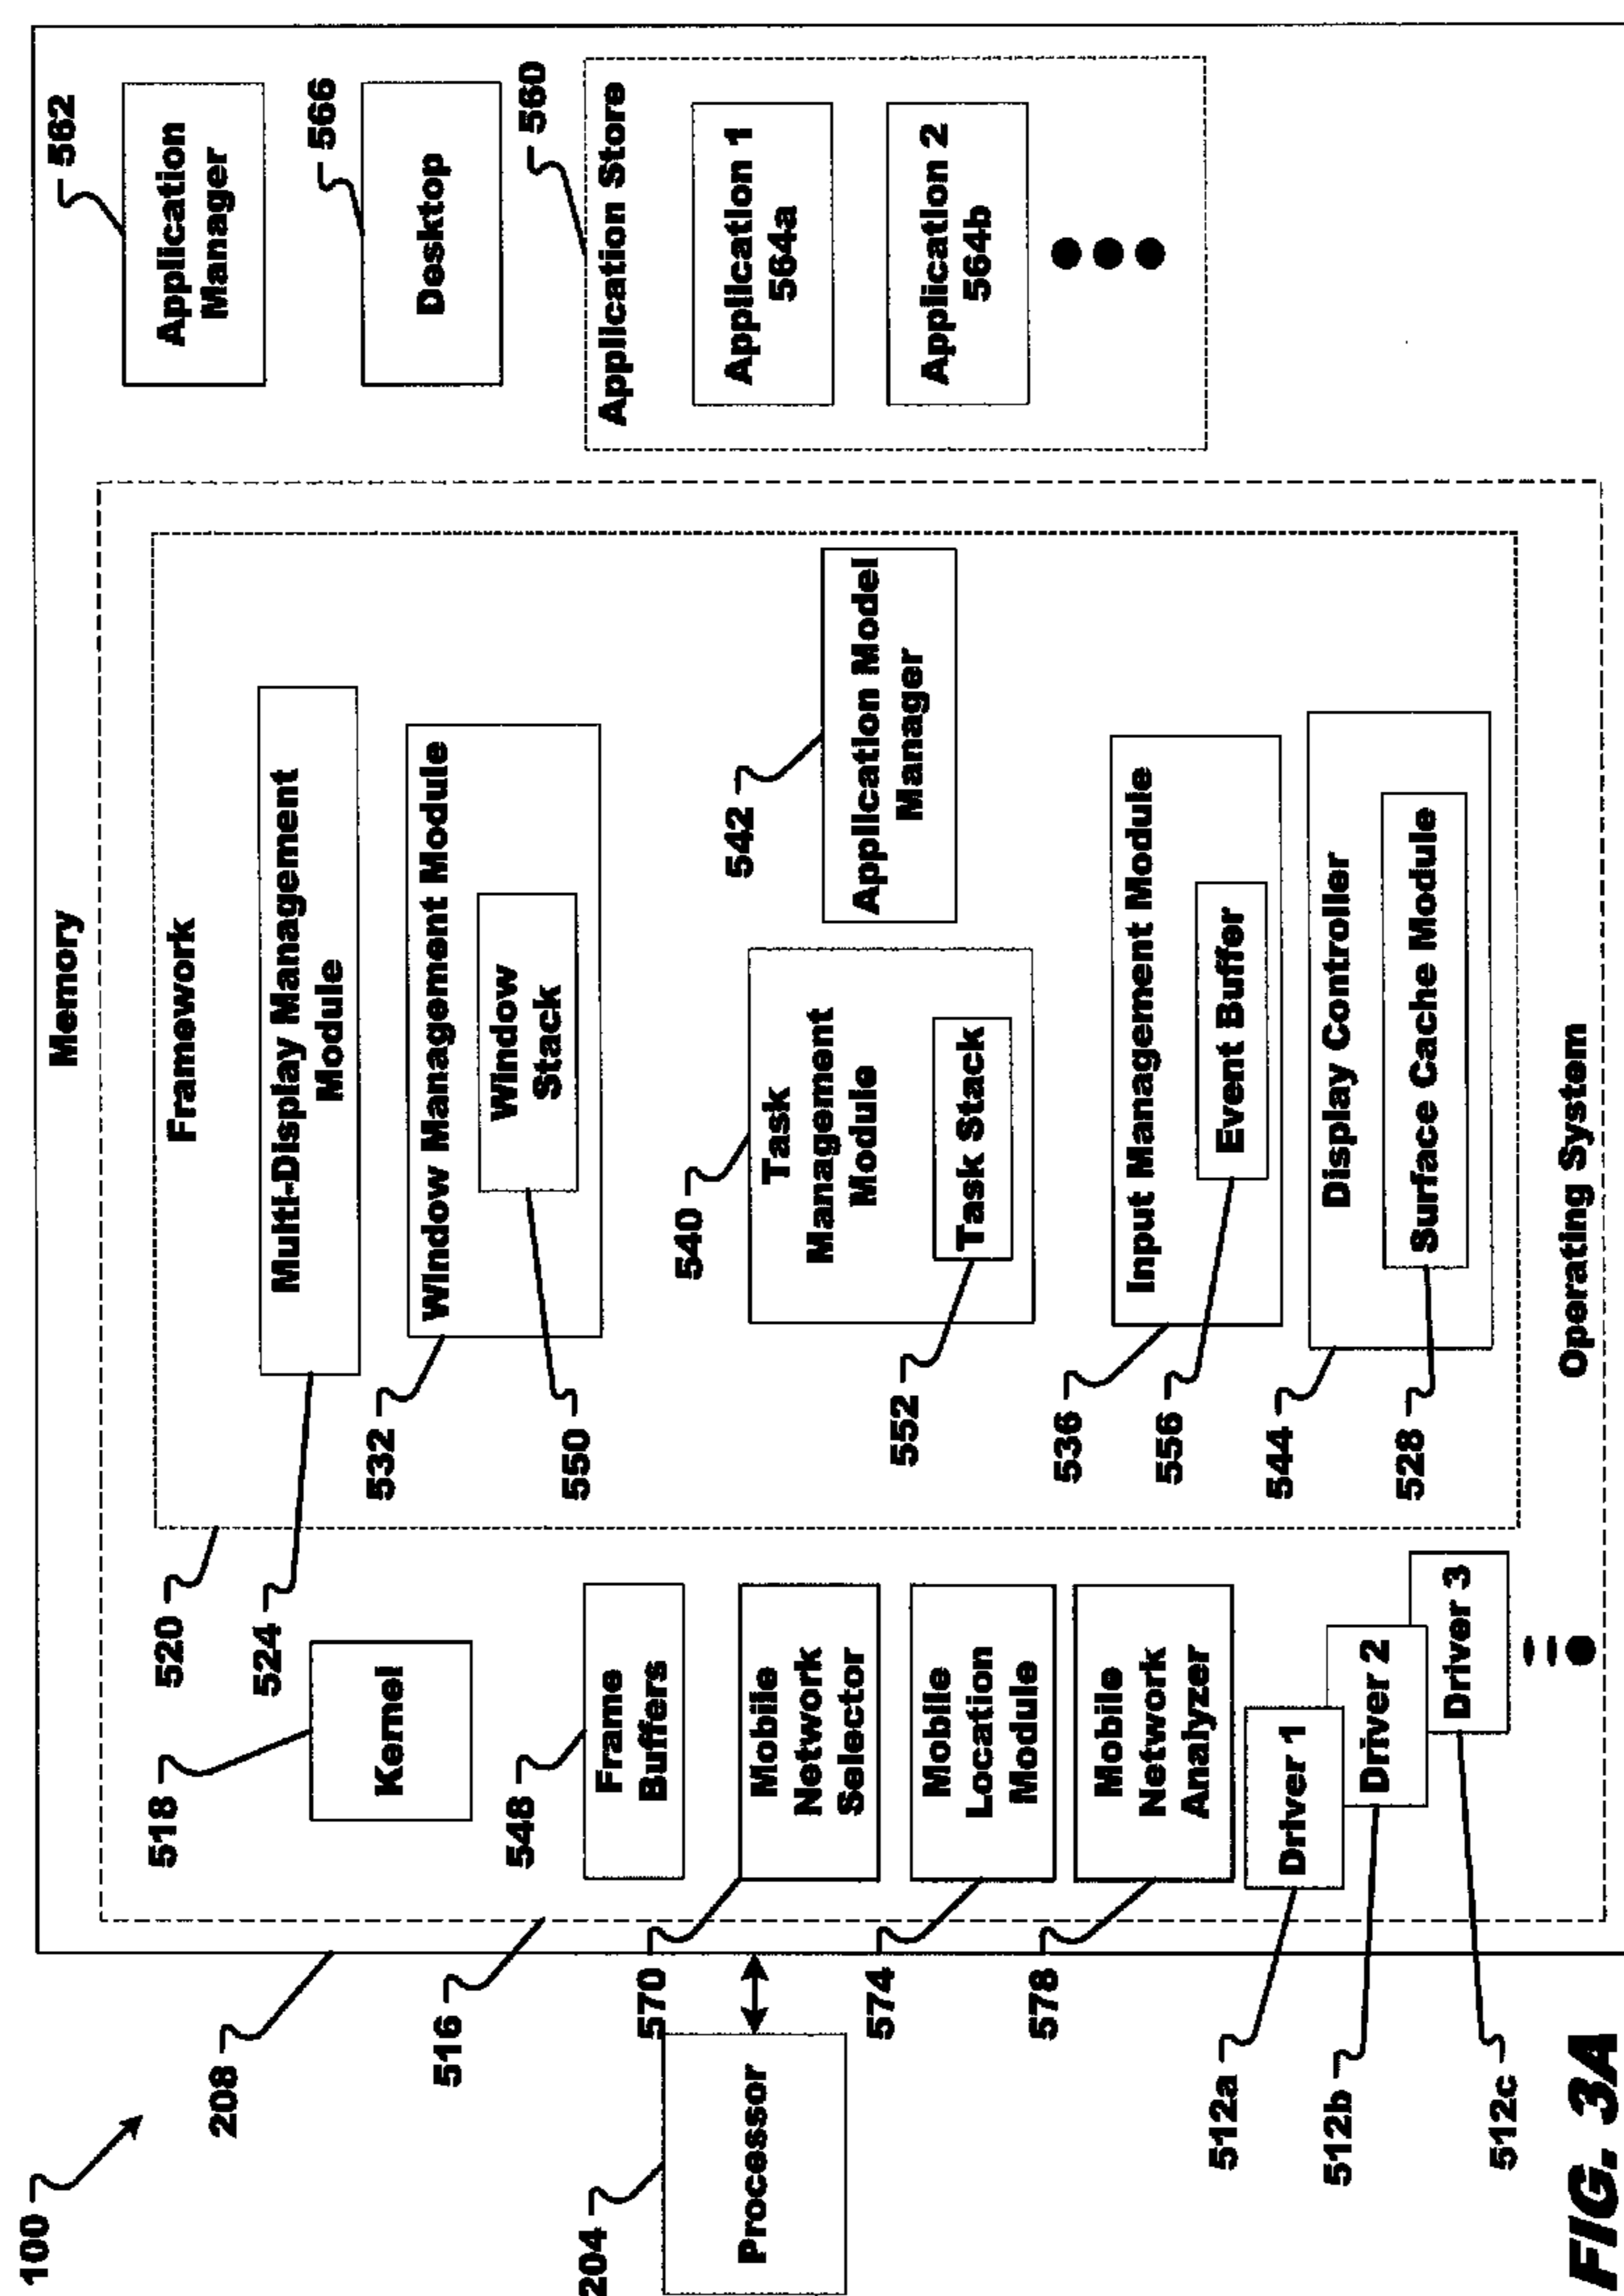 100
208
Memory
562
516
Operating System
518
Kernel
520
Framework
Application
Manager
524
Multi-Display Management
Module
566
Desktop
532
Window Management Module
550
Window
Stack
548
Frame
Buffers
560
Application Store
204
Processor
570
Mobile
Network
Selector
540
Task
Management
Module
542
Application Model
Manager
Application 1
564a
552
Task Stack
574
Mobile
Location
Module
Application 2
564b
578
Mobile
Network
Analyzer
536
Input Management Module
556
Event Buffer
512a
Driver 1
544
Display Controller
512b
Driver 2
528
Surface Cache Module
512c
Driver 3
FIG. 3A